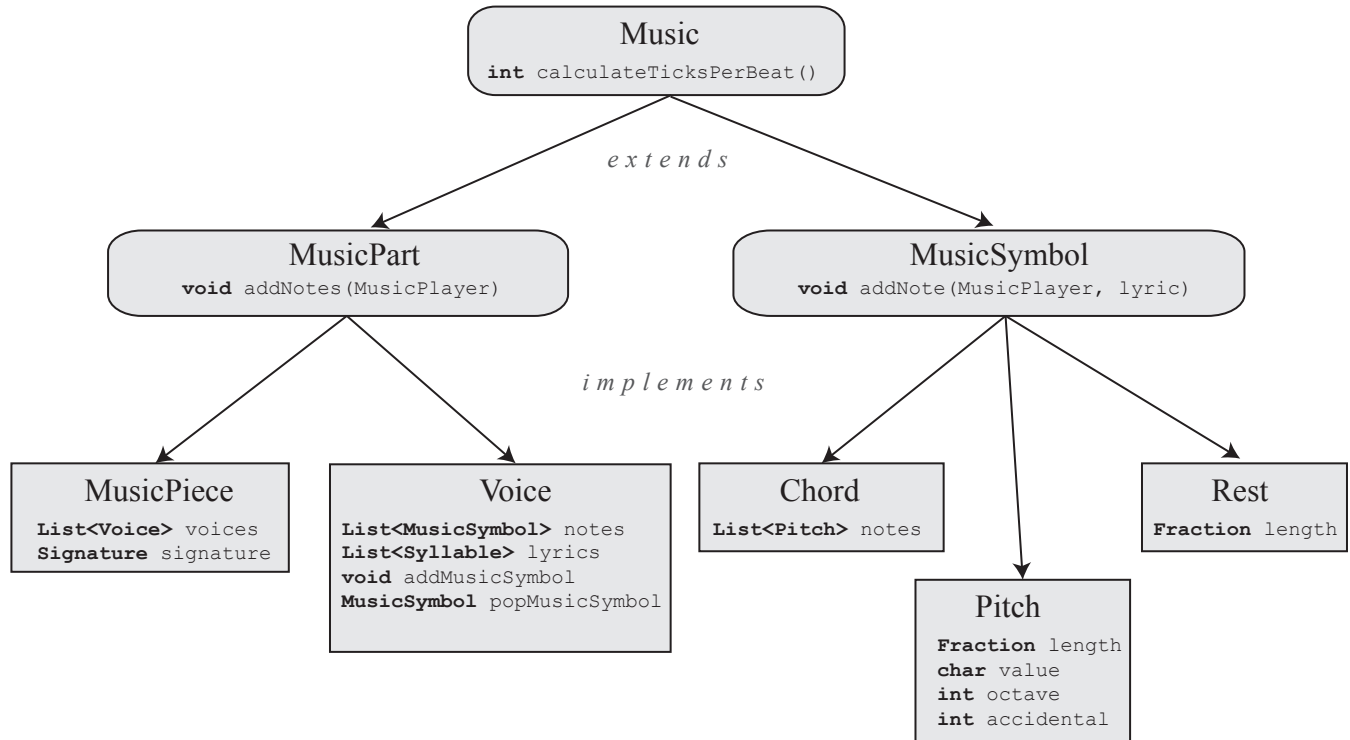 Music
int calculateTicksPerBeat()
extends
MusicPart
void addNotes(MusicPlayer)
MusicSymbol
void addNote(MusicPlayer, lyric)
implements
MusicPiece
List<Voice> voices
Signature signature
Voice
List<MusicSymbol> notes
List<Syllable> lyrics
void addMusicSymbol
MusicSymbol popMusicSymbol
Chord
List<Pitch> notes
Rest
Fraction length
Pitch
Fraction length
char value
int octave
int accidental